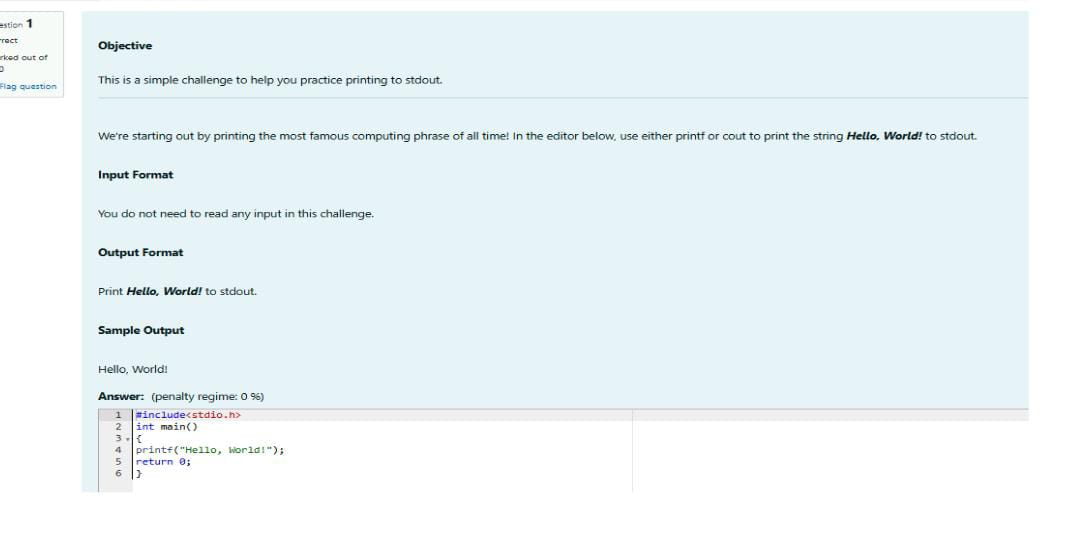 estion 1
rrect
rked out of
0
Flag question
Objective
This is a simple challenge to help you practice printing to stdout.
We're starting out by printing the most famous computing phrase of all time! In the editor below, use either printf or cout to print the string Hello, World! to stdout.
Input Format
You do not need to read any input in this challenge.
Output Format
Print Hello, World! to stdout.
Sample Output
Hello, World!
Answer: (penalty regime: 0 %)
1 #include<stdio.h>
2 int main()
3 {
4 printf("Hello, World!");
5 return 0;
6 }